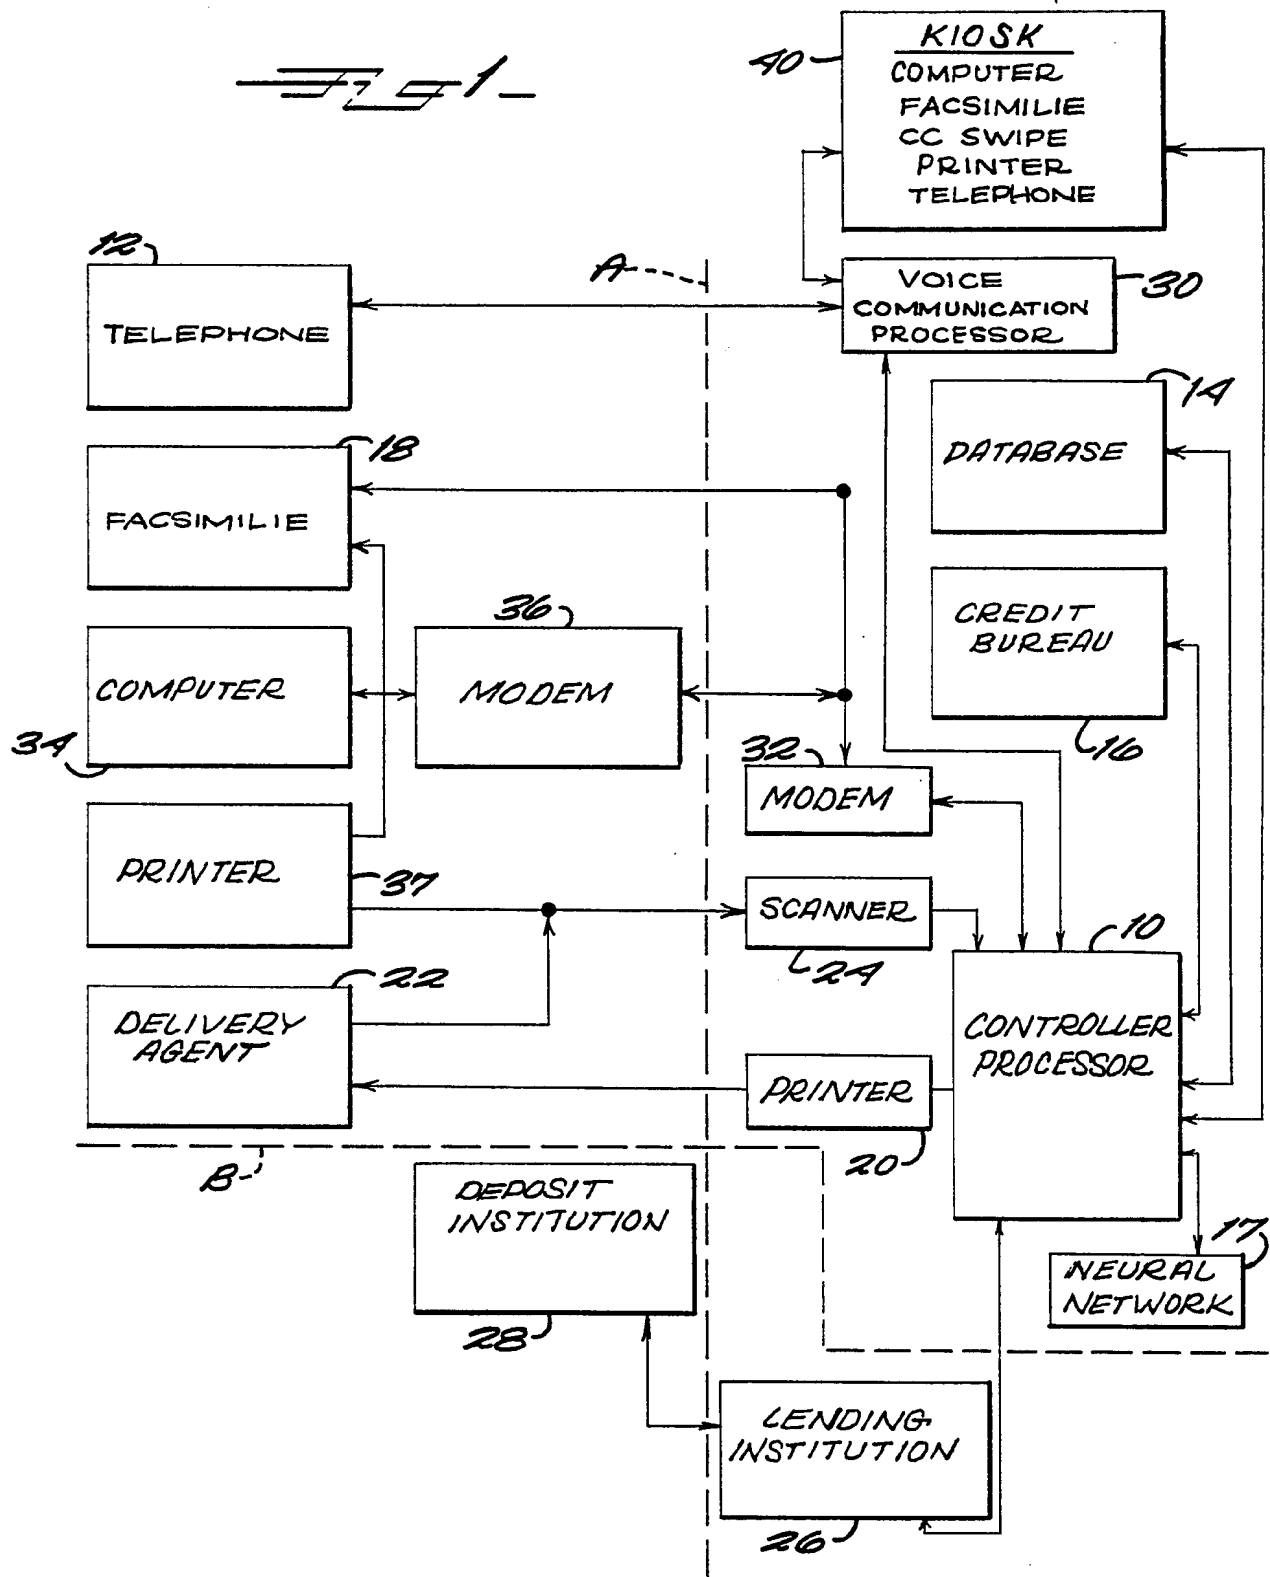 Fig 1
40
KIOSK
COMPUTER
FACSIMILIE
CC SWIPE
PRINTER
TELEPHONE
12
TELEPHONE
A
VOICE
COMMUNICATION
PROCESSOR
30
14
DATABASE
18
FACSIMILIE
CREDIT
BUREAU
16
36
COMPUTER
34
MODEM
32
MODEM
PRINTER
37
SCANNER
24
10
CONTROLLER
PROCESSOR
22
DELIVERY
AGENT
PRINTER
20
B
DEPOSIT
INSTITUTION
28
17
NEURAL
NETWORK
LENDING
INSTITUTION
26